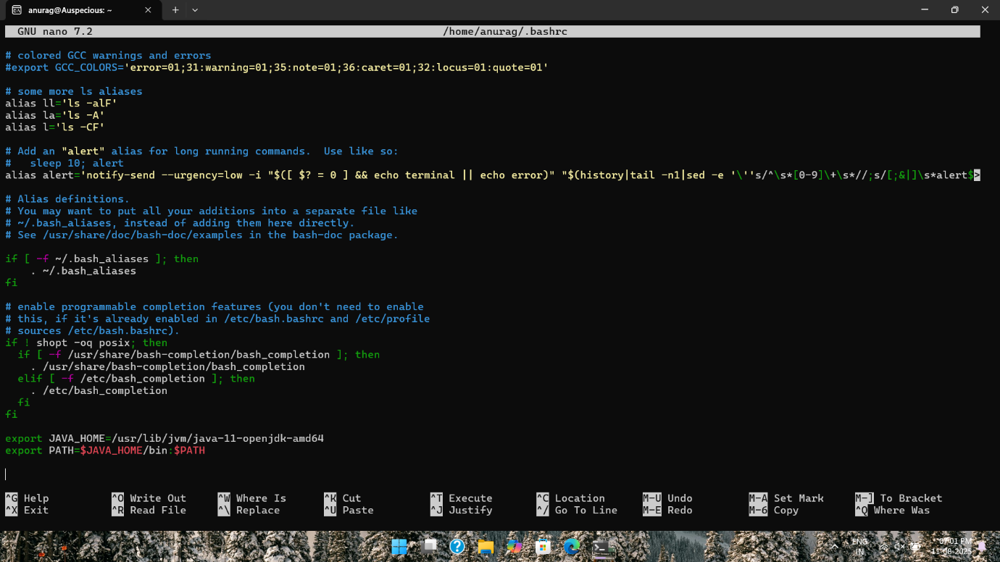 anurag@Auspecious: ~
GNU nano 7.2 /home/anurag/.bashrc
# colored GCC warnings and errors
#export GCC_COLORS='error=01;31:warning=01;35:note=01;36:caret=01;32:locus=01:quote=01'
# some more ls aliases
alias ll='ls -alF'
alias la='ls -A'
alias l='ls -CF'
# Add an "alert" alias for long running commands.  Use like so:
#   sleep 10; alert
alias alert='notify-send --urgency=low -i "$([ $? = 0 ] && echo terminal || echo error)" "$(history|tail -n1|sed -e '\''s/^\s*[0-9]\+\s*//;s/[;&|]\s*alert$>
# Alias definitions.
# You may want to put all your additions into a separate file like
# ~/.bash_aliases, instead of adding them here directly.
# See /usr/share/doc/bash-doc/examples in the bash-doc package.
if [ -f ~/.bash_aliases ]; then
    . ~/.bash_aliases
fi
# enable programmable completion features (you don't need to enable
# this, if it's already enabled in /etc/bash.bashrc and /etc/profile
# sources /etc/bash.bashrc).
if ! shopt -oq posix; then
  if [ -f /usr/share/bash-completion/bash_completion ]; then
    . /usr/share/bash-completion/bash_completion
  elif [ -f /etc/bash_completion ]; then
    . /etc/bash_completion
  fi
fi
export JAVA_HOME=/usr/lib/jvm/java-11-openjdk-amd64
export PATH=$JAVA_HOME/bin:$PATH
^G Help ^O Write Out ^W Where Is ^K Cut ^T Execute ^C Location M-U Undo M-A Set Mark M-] To Bracket
^X Exit ^R Read File ^\ Replace ^U Paste ^J Justify ^/ Go To Line M-E Redo M-6 Copy ^Q Where Was
ENG 07:01 PM
IN 11-08-2025